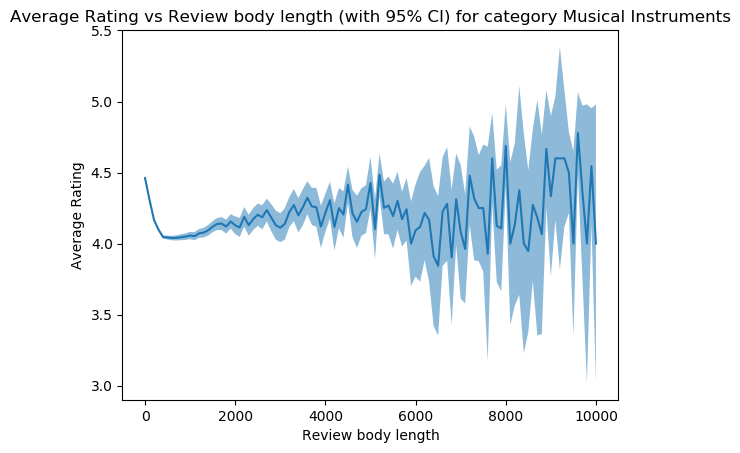 Average Rating vs Review body length (with 95% CI) for category Musical Instruments
5.5
5.0
4.5
4.0
3.5
3.0
Average Rating
0 2000 4000 6000 8000 10000
Review body length